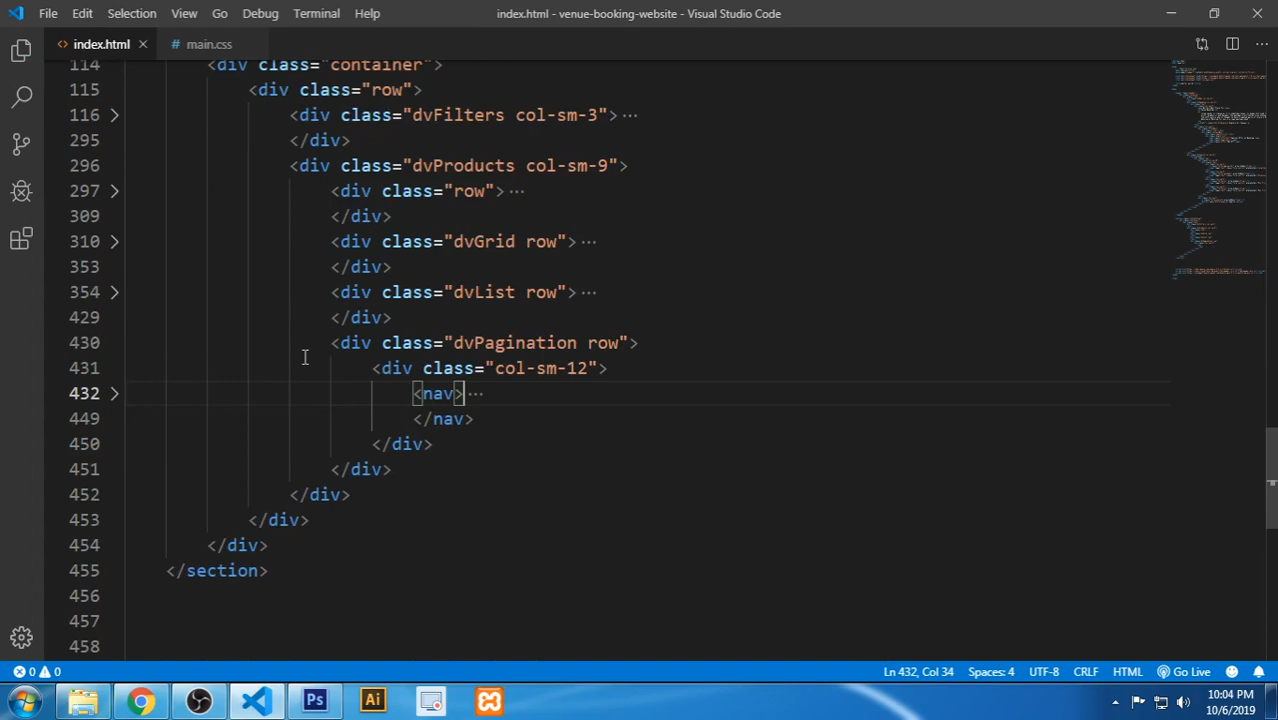 File Edit Selection View Go Debug Terminal Help index.html - venue-booking-website - Visual Studio Code
<> index.html × # main.css
114 <div class="container">
115 <div class="row">
116 <div class="dvFilters col-sm-3">···
295 </div>
296 <div class="dvProducts col-sm-9">
297 <div class="row">···
309 </div>
310 <div class="dvGrid row">···
353 </div>
354 <div class="dvList row">···
429 </div>
430 <div class="dvPagination row">
431 <div class="col-sm-12">
432 <nav>···
449 </nav>
450 </div>
451 </div>
452 </div>
453 </div>
454 </div>
455 </section>
456
457
458
0 0 Ln 432, Col 34 Spaces: 4 UTF-8 CRLF HTML Go Live
Ps Ai 10:04 PM
10/6/2019